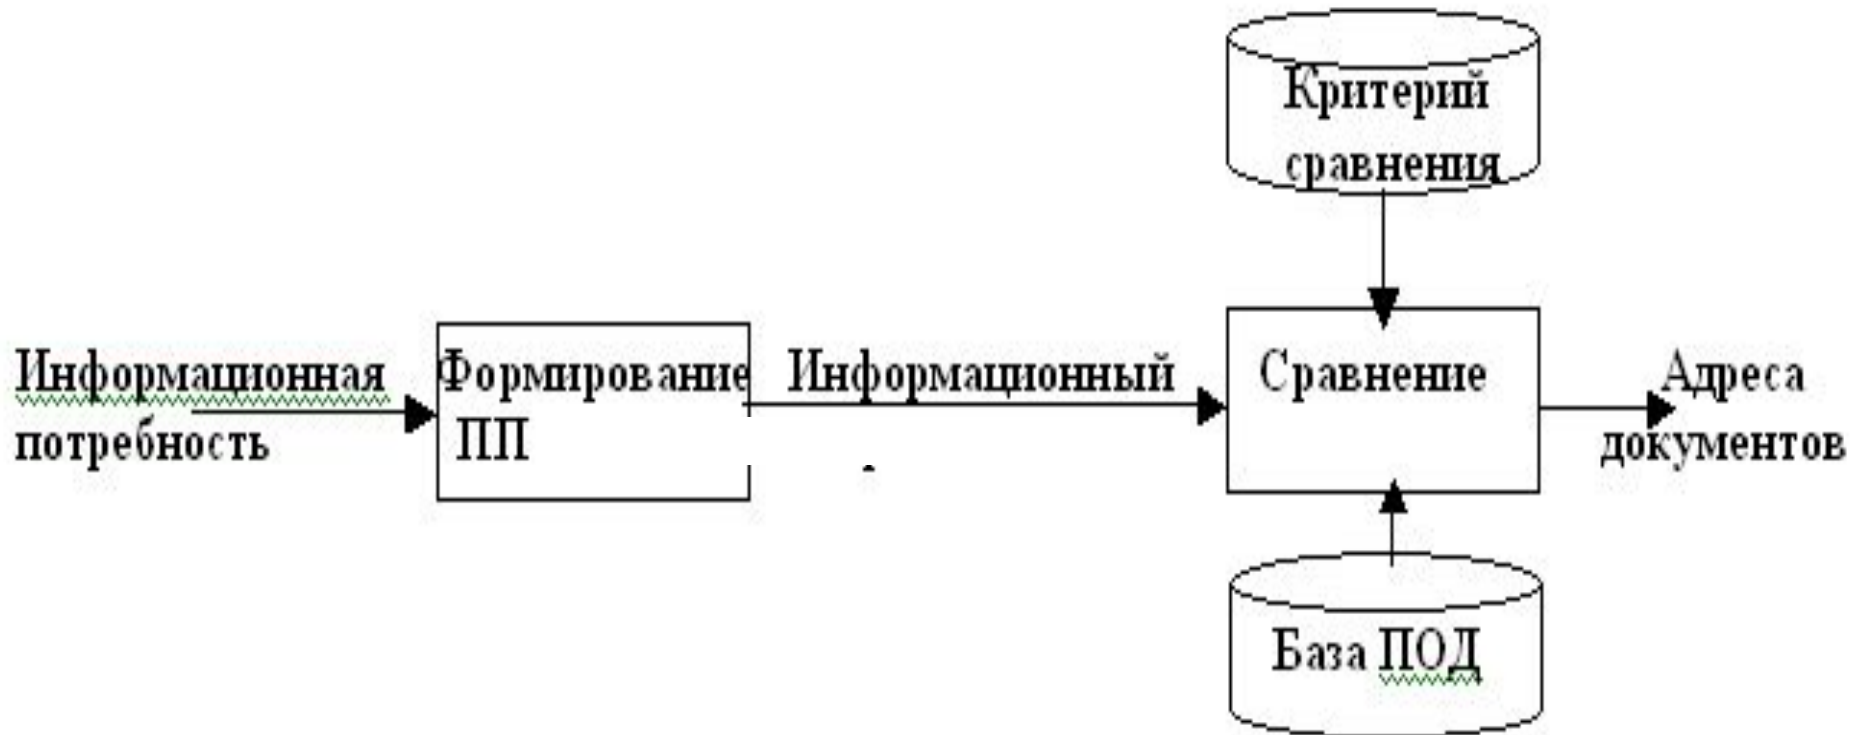 Критерий
сравнения
Информационная
потребность
Формирование
ПП
Информационный
Сравнение
Адреса
документов
База ПОД